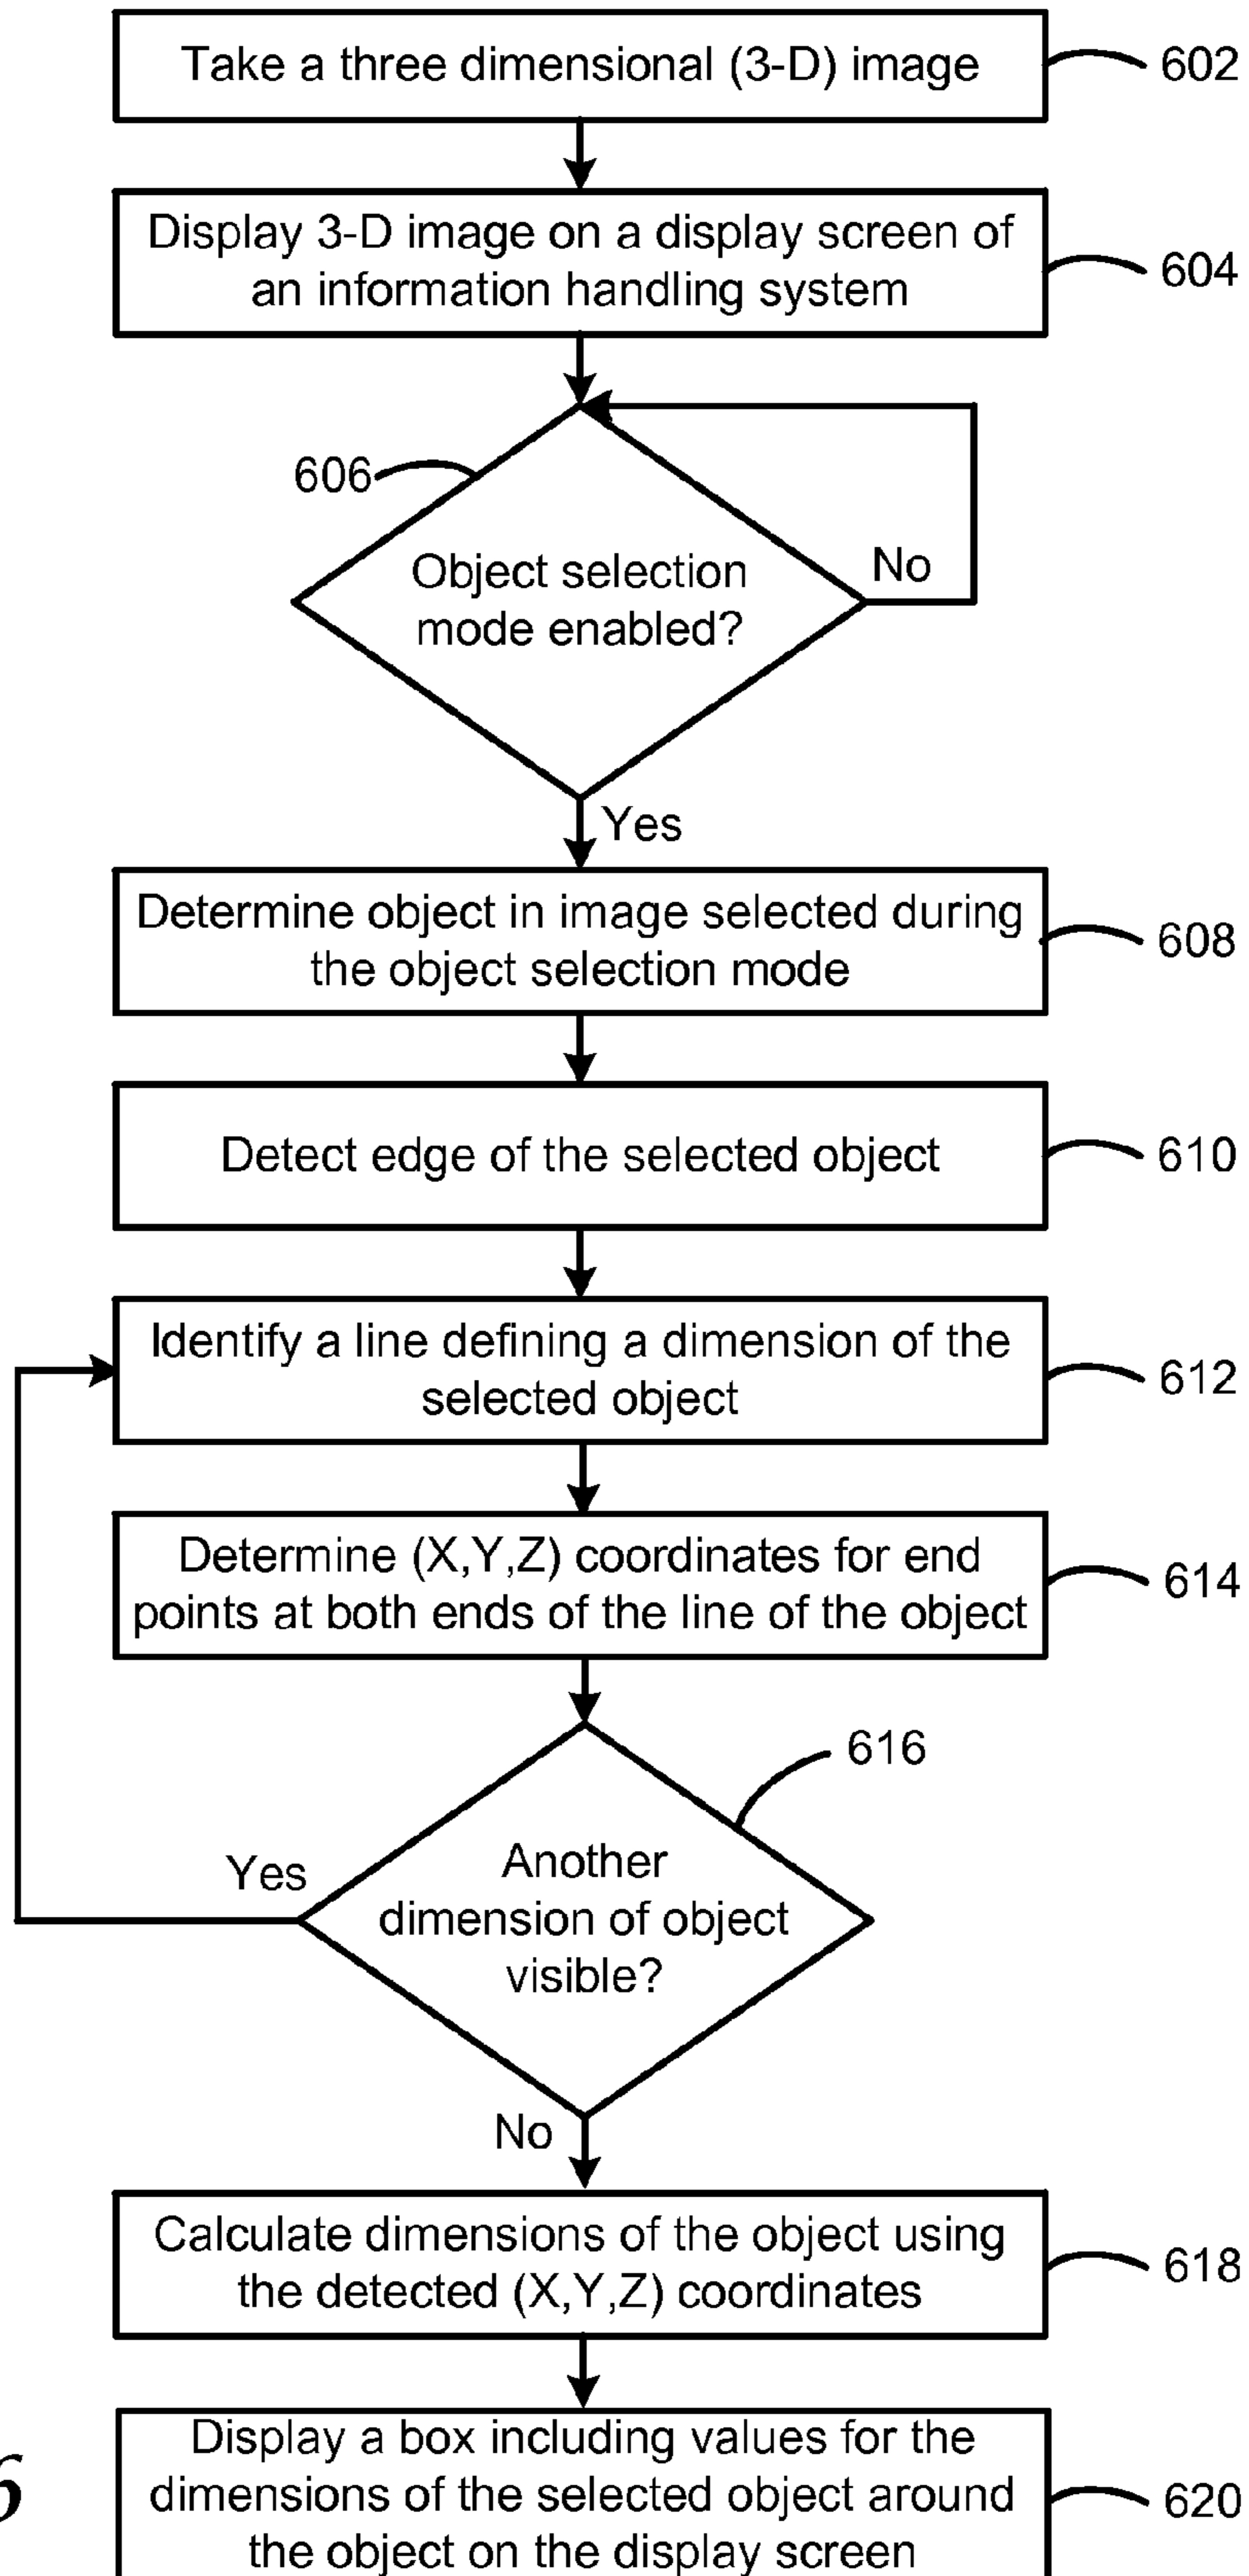 Take a three dimensional (3-D) image
602
Display 3-D image on a display screen of
an information handling system
604
606
Object selection
mode enabled?
No
Yes
Determine object in image selected during
the object selection mode
608
Detect edge of the selected object
610
Identify a line defining a dimension of the
selected object
612
Determine (X,Y,Z) coordinates for end
points at both ends of the line of the object
614
616
Another
dimension of object
visible?
Yes
No
Calculate dimensions of the object using
the detected (X,Y,Z) coordinates
618
Display a box including values for the
dimensions of the selected object around
the object on the display screen
620
6